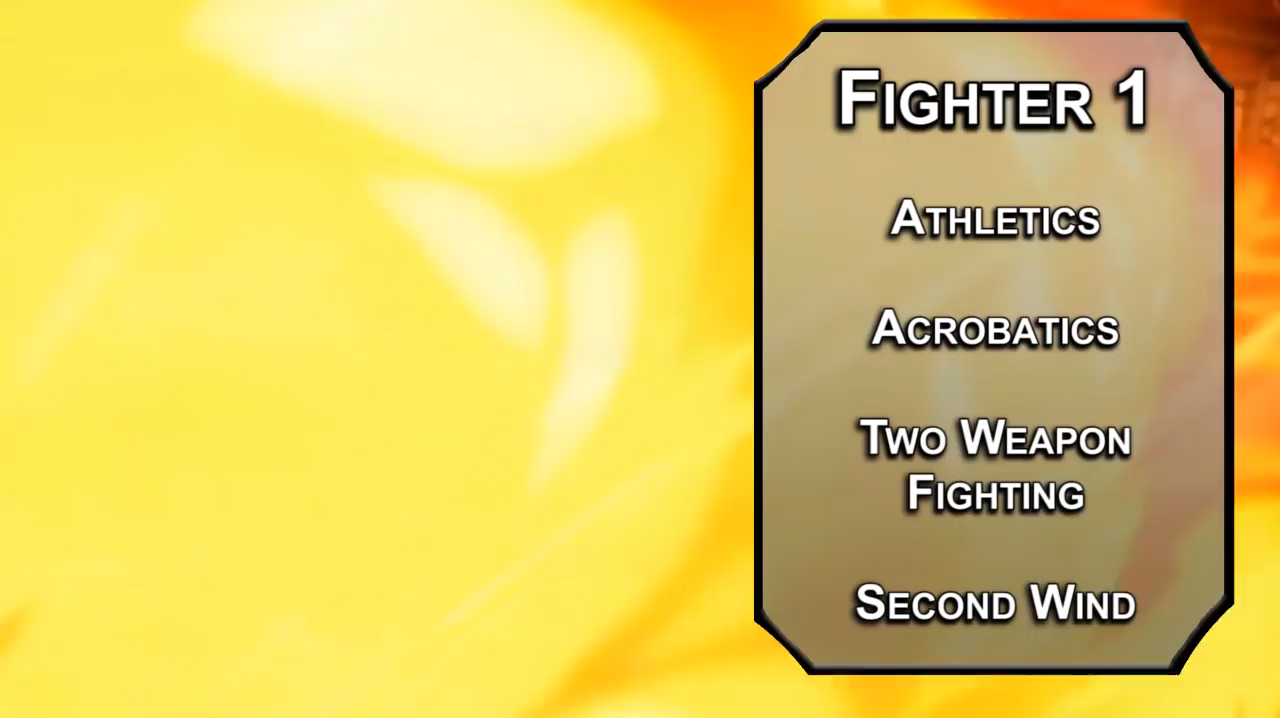 Fighter 1
Athletics
Acrobatics
Two Weapon
Fighting
Second Wind